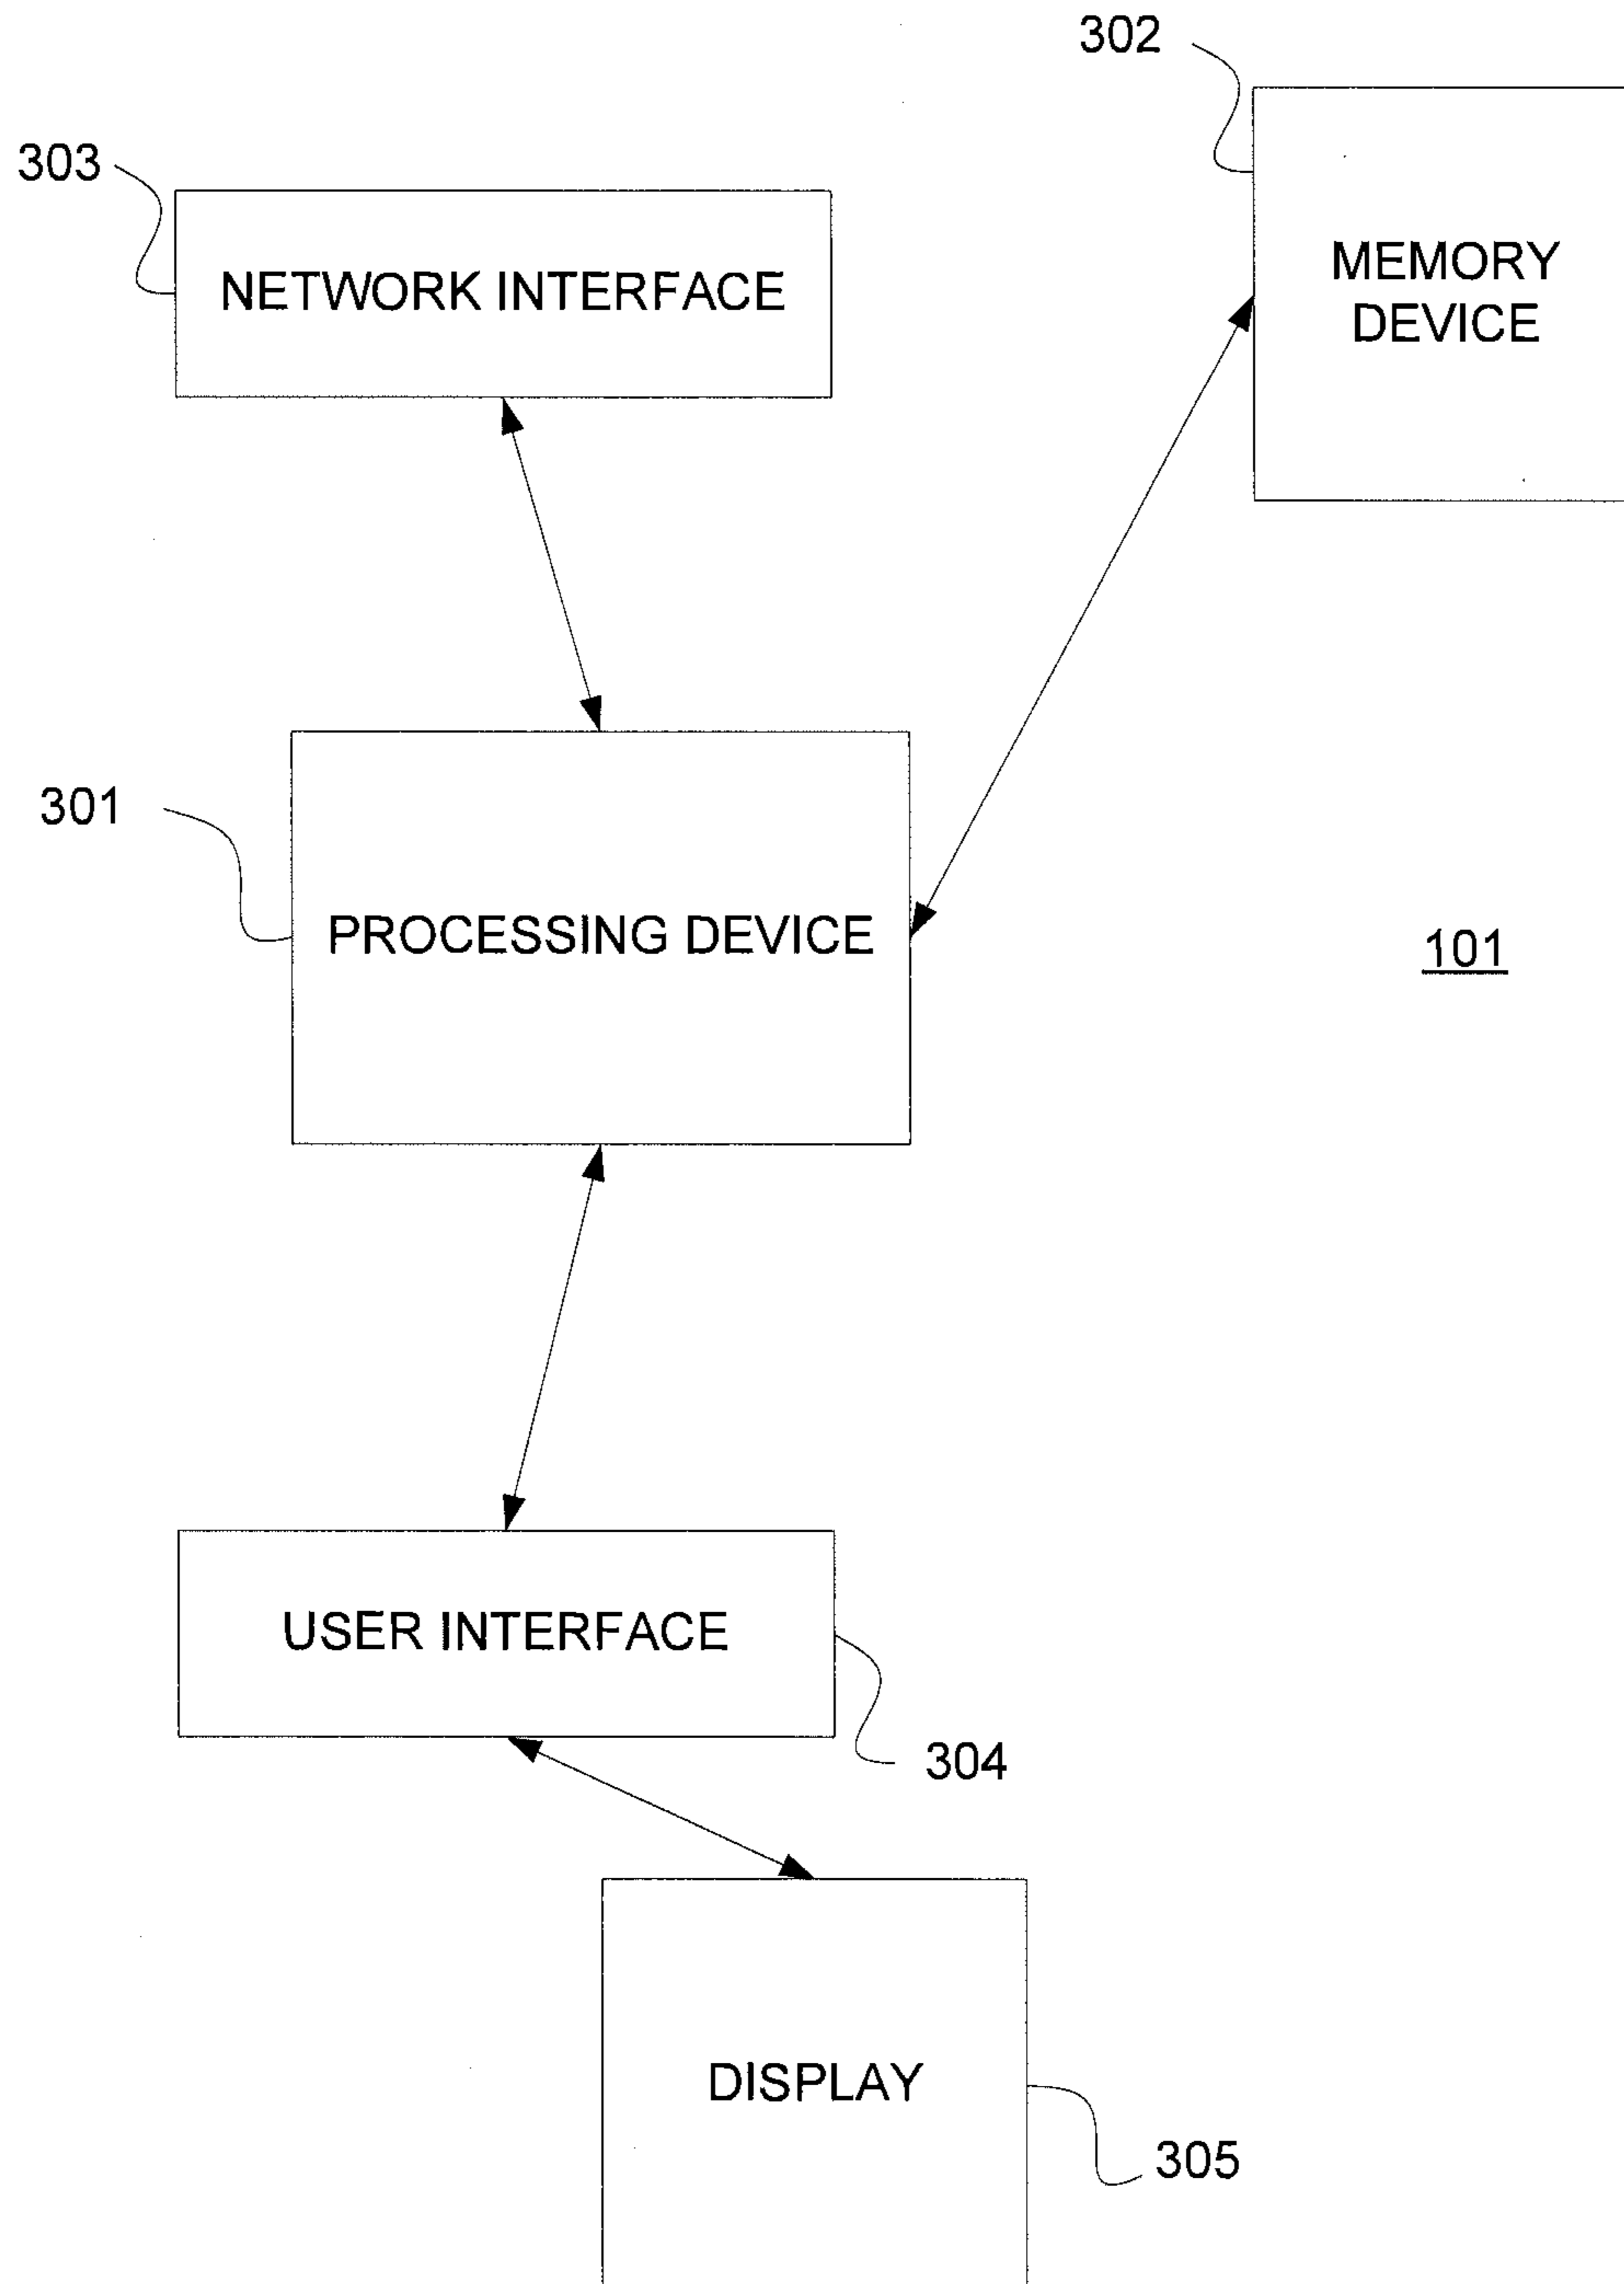 302
303
NETWORK INTERFACE
MEMORY
DEVICE
301
PROCESSING DEVICE
101
USER INTERFACE
304
DISPLAY
305